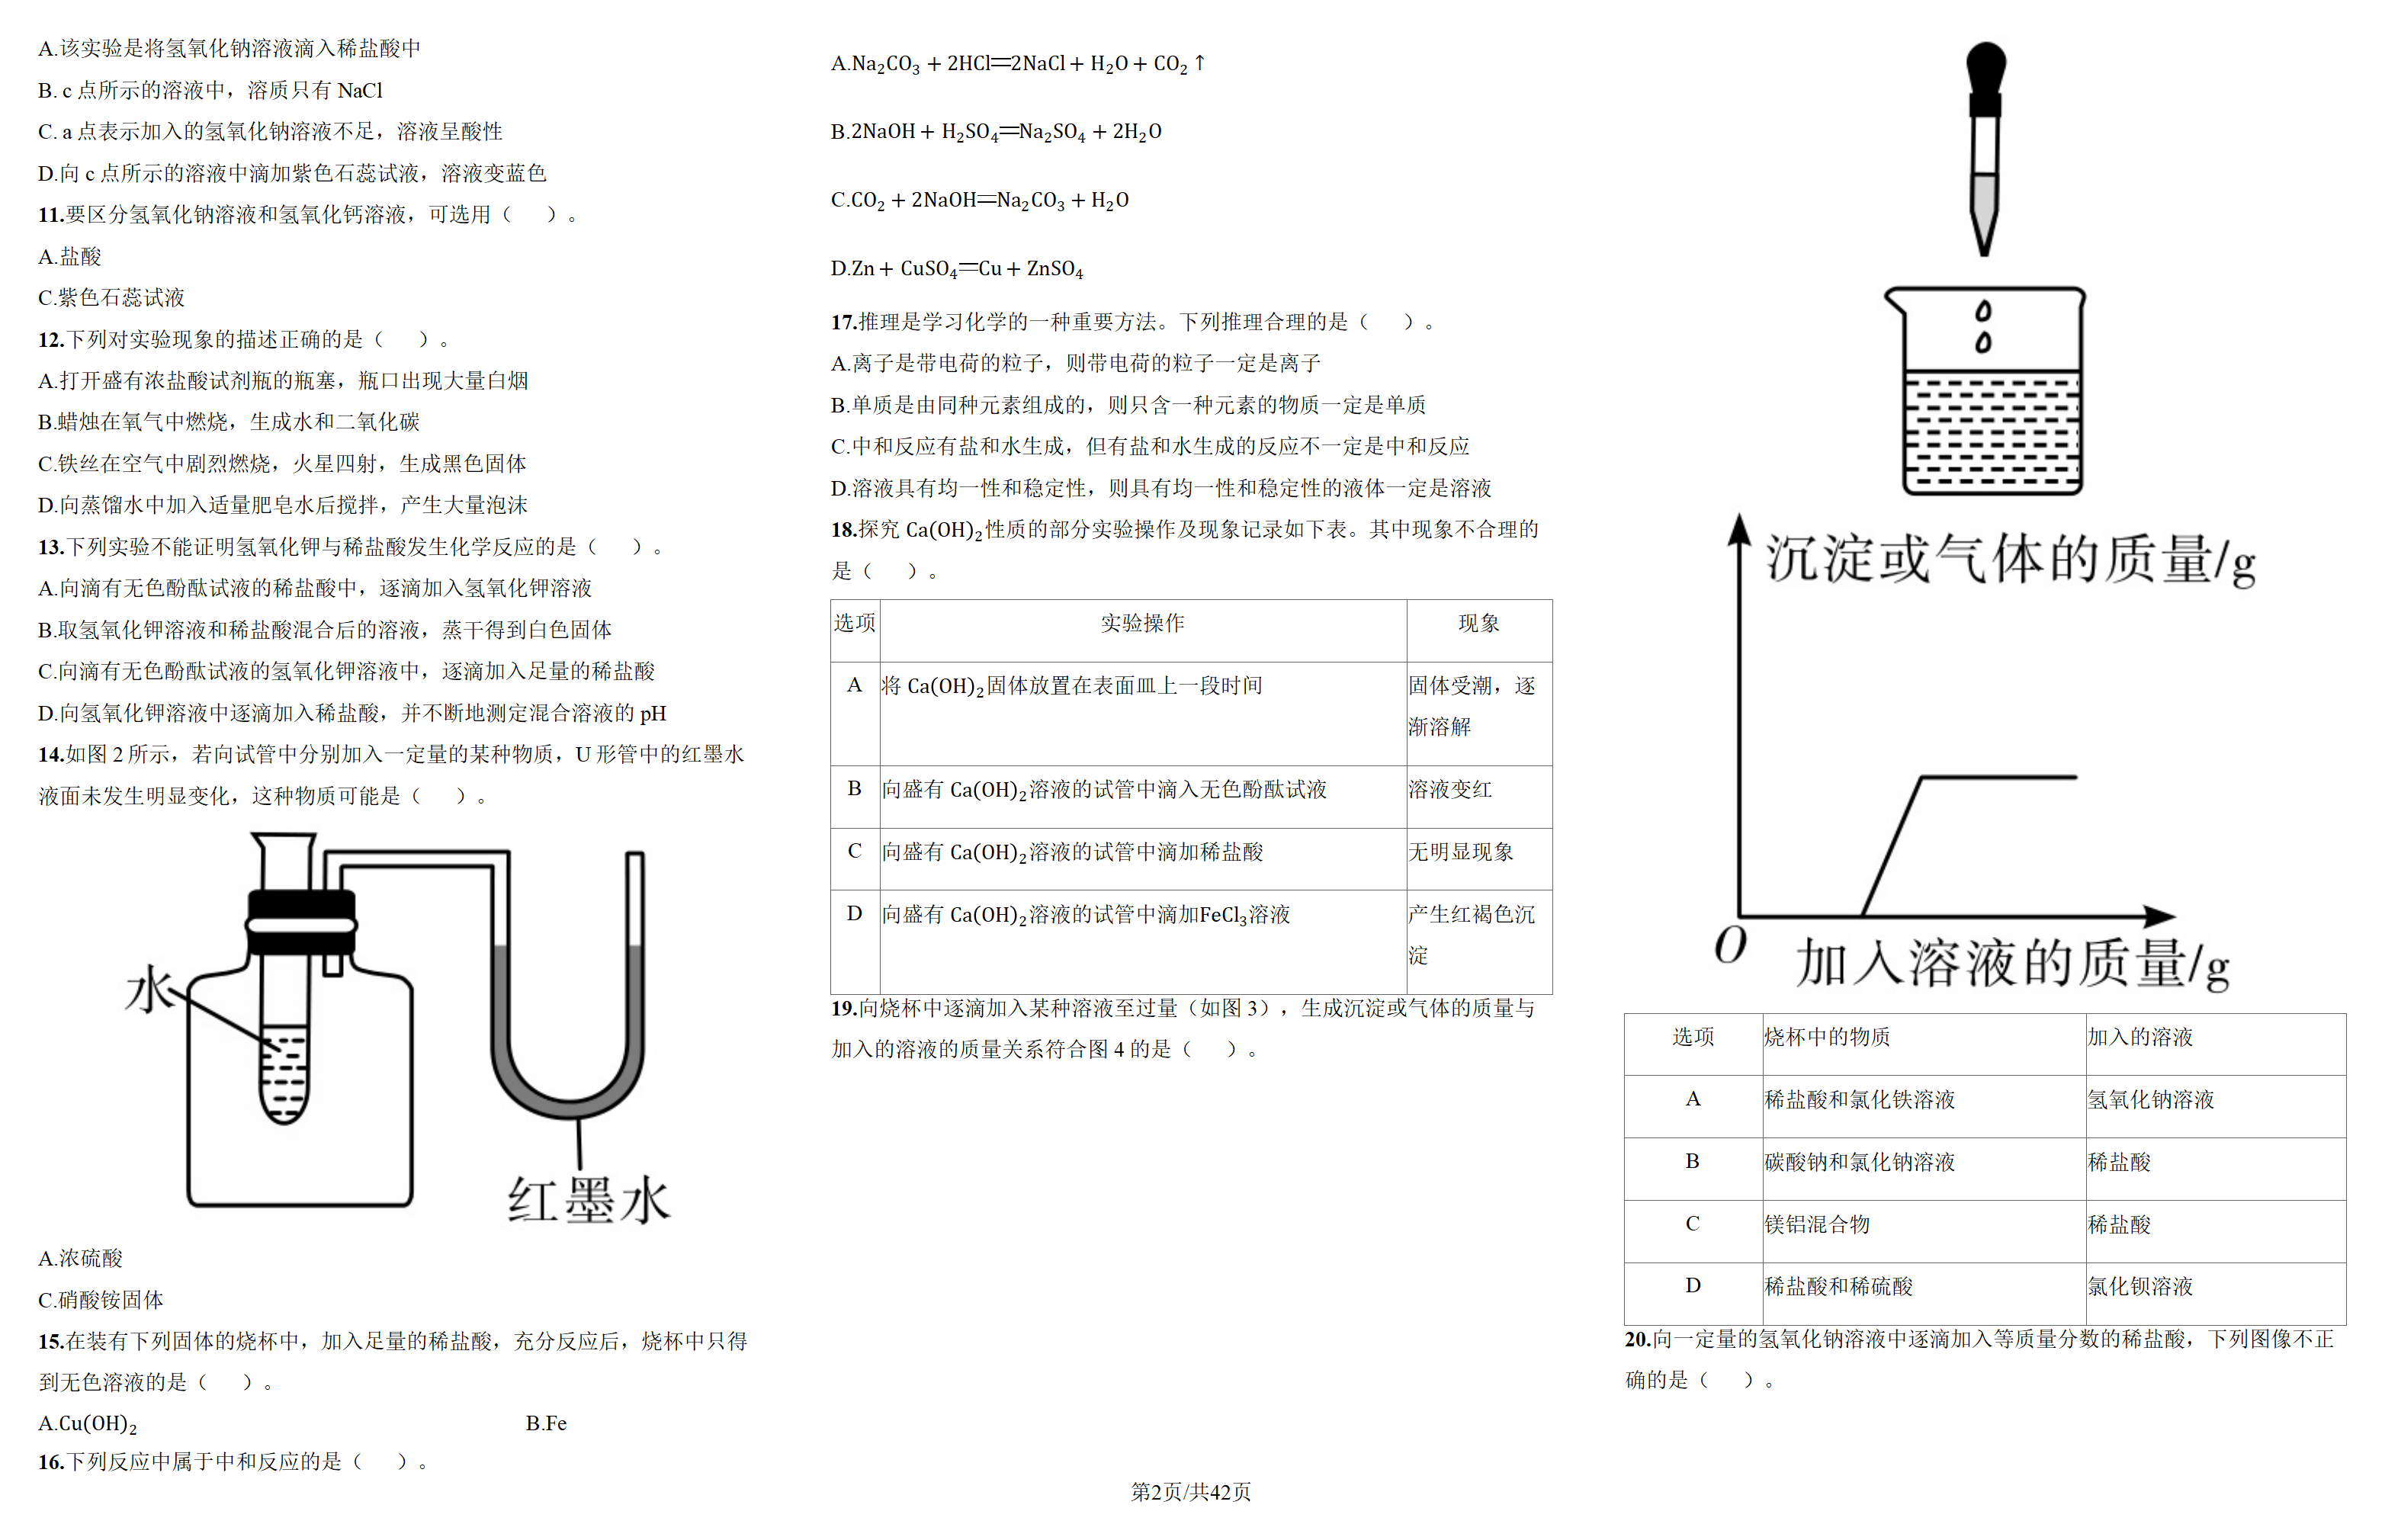 A.该实验是将氢氧化钠溶液滴入稀盐酸中
B. c 点所示的溶液中，溶质只有 NaCl
C. a 点表示加入的氢氧化钠溶液不足，溶液呈酸性
D.向 c 点所示的溶液中滴加紫色石蕊试液，溶液变蓝色
11.要区分氢氧化钠溶液和氢氧化钙溶液，可选用（ ）。
A.盐酸
C.紫色石蕊试液
12.下列对实验现象的描述正确的是（ ）。
A.打开盛有浓盐酸试剂瓶的瓶塞，瓶口出现大量白烟
B.蜡烛在氧气中燃烧，生成水和二氧化碳
C.铁丝在空气中剧烈燃烧，火星四射，生成黑色固体
D.向蒸馏水中加入适量肥皂水后搅拌，产生大量泡沫
13.下列实验不能证明氢氧化钾与稀盐酸发生化学反应的是（ ）。
A.向滴有无色酚酞试液的稀盐酸中，逐滴加入氢氧化钾溶液
B.取氢氧化钾溶液和稀盐酸混合后的溶液，蒸干得到白色固体
C.向滴有无色酚酞试液的氢氧化钾溶液中，逐滴加入足量的稀盐酸
D.向氢氧化钾溶液中逐滴加入稀盐酸，并不断地测定混合溶液的 pH
14.如图 2 所示，若向试管中分别加入一定量的某种物质，U 形管中的红墨水
液面未发生明显变化，这种物质可能是（ ）。
水
红墨水
A.浓硫酸
C.硝酸铵固体
15.在装有下列固体的烧杯中，加入足量的稀盐酸，充分反应后，烧杯中只得
到无色溶液的是（ ）。
A.Cu(OH)₂ B.Fe
16.下列反应中属于中和反应的是（ ）。
A.Na₂CO₃ + 2HCl═2NaCl + H₂O + CO₂ ↑
B.2NaOH + H₂SO₄═Na₂SO₄ + 2H₂O
C.CO₂ + 2NaOH═Na₂CO₃ + H₂O
D.Zn + CuSO₄═Cu + ZnSO₄
17.推理是学习化学的一种重要方法。下列推理合理的是（ ）。
A.离子是带电荷的粒子，则带电荷的粒子一定是离子
B.单质是由同种元素组成的，则只含一种元素的物质一定是单质
C.中和反应有盐和水生成，但有盐和水生成的反应不一定是中和反应
D.溶液具有均一性和稳定性，则具有均一性和稳定性的液体一定是溶液
18.探究 Ca(OH)₂性质的部分实验操作及现象记录如下表。其中现象不合理的
是（ ）。
选项 实验操作 现象
A 将 Ca(OH)₂固体放置在表面皿上一段时间 固体受潮，逐
渐溶解
B 向盛有 Ca(OH)₂溶液的试管中滴入无色酚酞试液 溶液变红
C 向盛有 Ca(OH)₂溶液的试管中滴加稀盐酸 无明显现象
D 向盛有 Ca(OH)₂溶液的试管中滴加FeCl₃溶液 产生红褐色沉
淀
19.向烧杯中逐滴加入某种溶液至过量（如图 3），生成沉淀或气体的质量与
加入的溶液的质量关系符合图 4 的是（ ）。
沉淀或气体的质量/g
O
加入溶液的质量/g
选项 烧杯中的物质 加入的溶液
A 稀盐酸和氯化铁溶液 氢氧化钠溶液
B 碳酸钠和氯化钠溶液 稀盐酸
C 镁铝混合物 稀盐酸
D 稀盐酸和稀硫酸 氯化钡溶液
20.向一定量的氢氧化钠溶液中逐滴加入等质量分数的稀盐酸，下列图像不正
确的是（ ）。
第2页/共42页